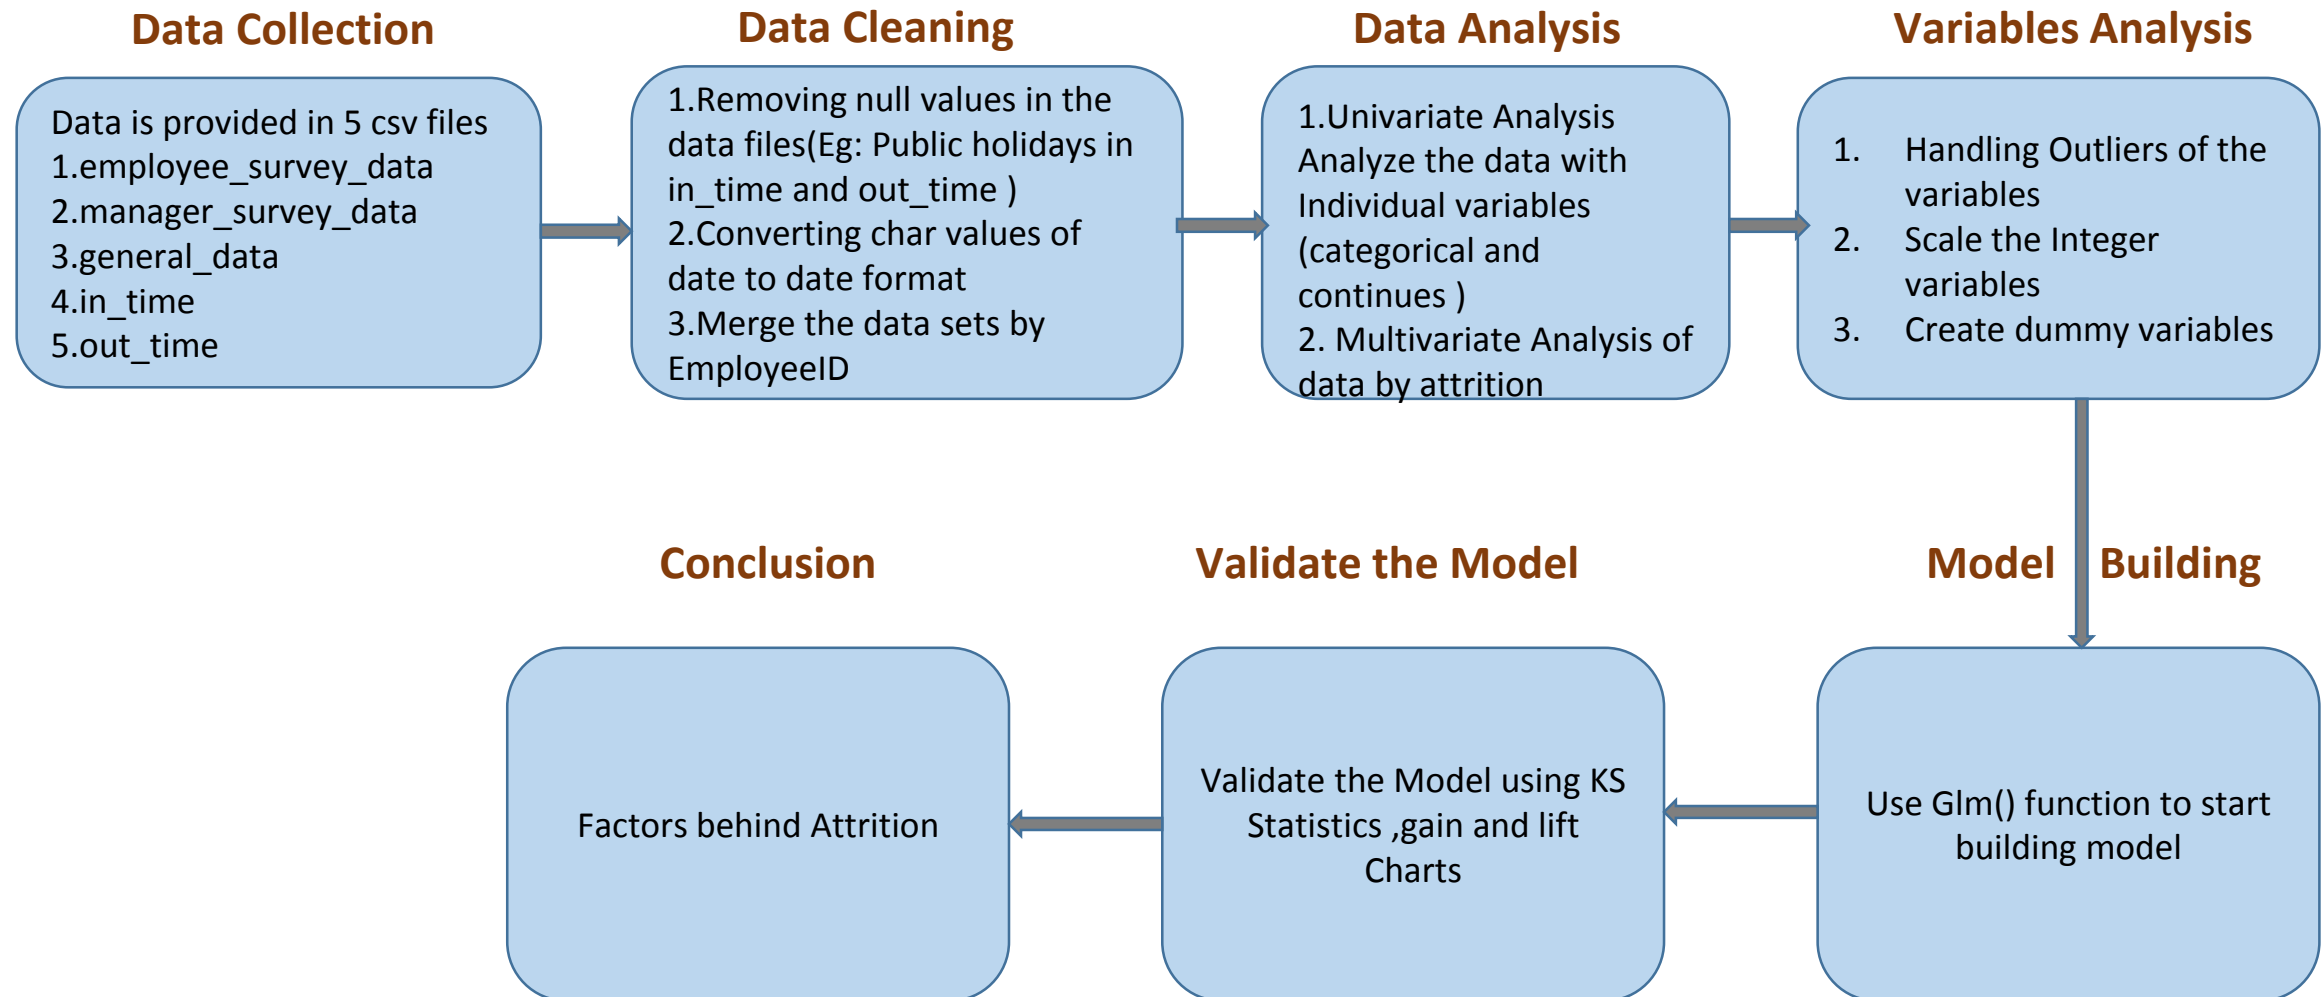 Data Collection
Data is provided in 5 csv files
1.employee_survey_data
2.manager_survey_data
3.general_data
4.in_time
5.out_time
Data Cleaning
1.Removing null values in the
data files(Eg: Public holidays in
in_time and out_time )
2.Converting char values of
date to date format
3.Merge the data sets by
EmployeeID
Data Analysis
1.Univariate Analysis
Analyze the data with
Individual variables
(categorical and
continues )
2. Multivariate Analysis of
data by attrition
Variables Analysis
1. Handling Outliers of the
variables
2. Scale the Integer
variables
3. Create dummy variables
Model Building
Use Glm() function to start
building model
Validate the Model
Validate the Model using KS
Statistics ,gain and lift
Charts
Conclusion
Factors behind Attrition